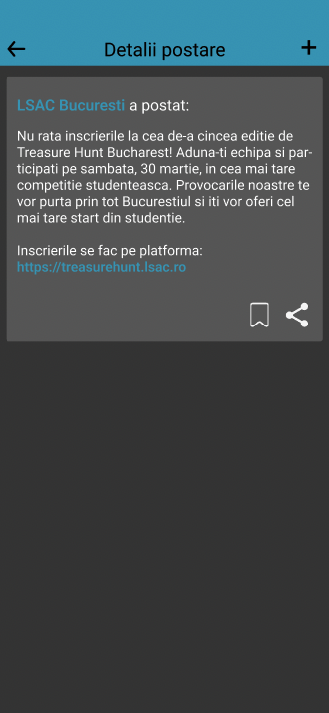 Detalii postare
LSAC Bucuresti a postat:
Nu rata inscrierile la cea de-a cincea editie de
Treasure Hunt Bucharest! Aduna-ti echipa si par-
ticipati pe sambata, 30 martie, in cea mai tare
competitie studenteasca. Provocarile noastre te
vor purta prin tot Bucurestiul si iti vor oferi cel
mai tare start din studentie.
Inscrierile se fac pe platforma:
https://treasurehunt.lsac.ro